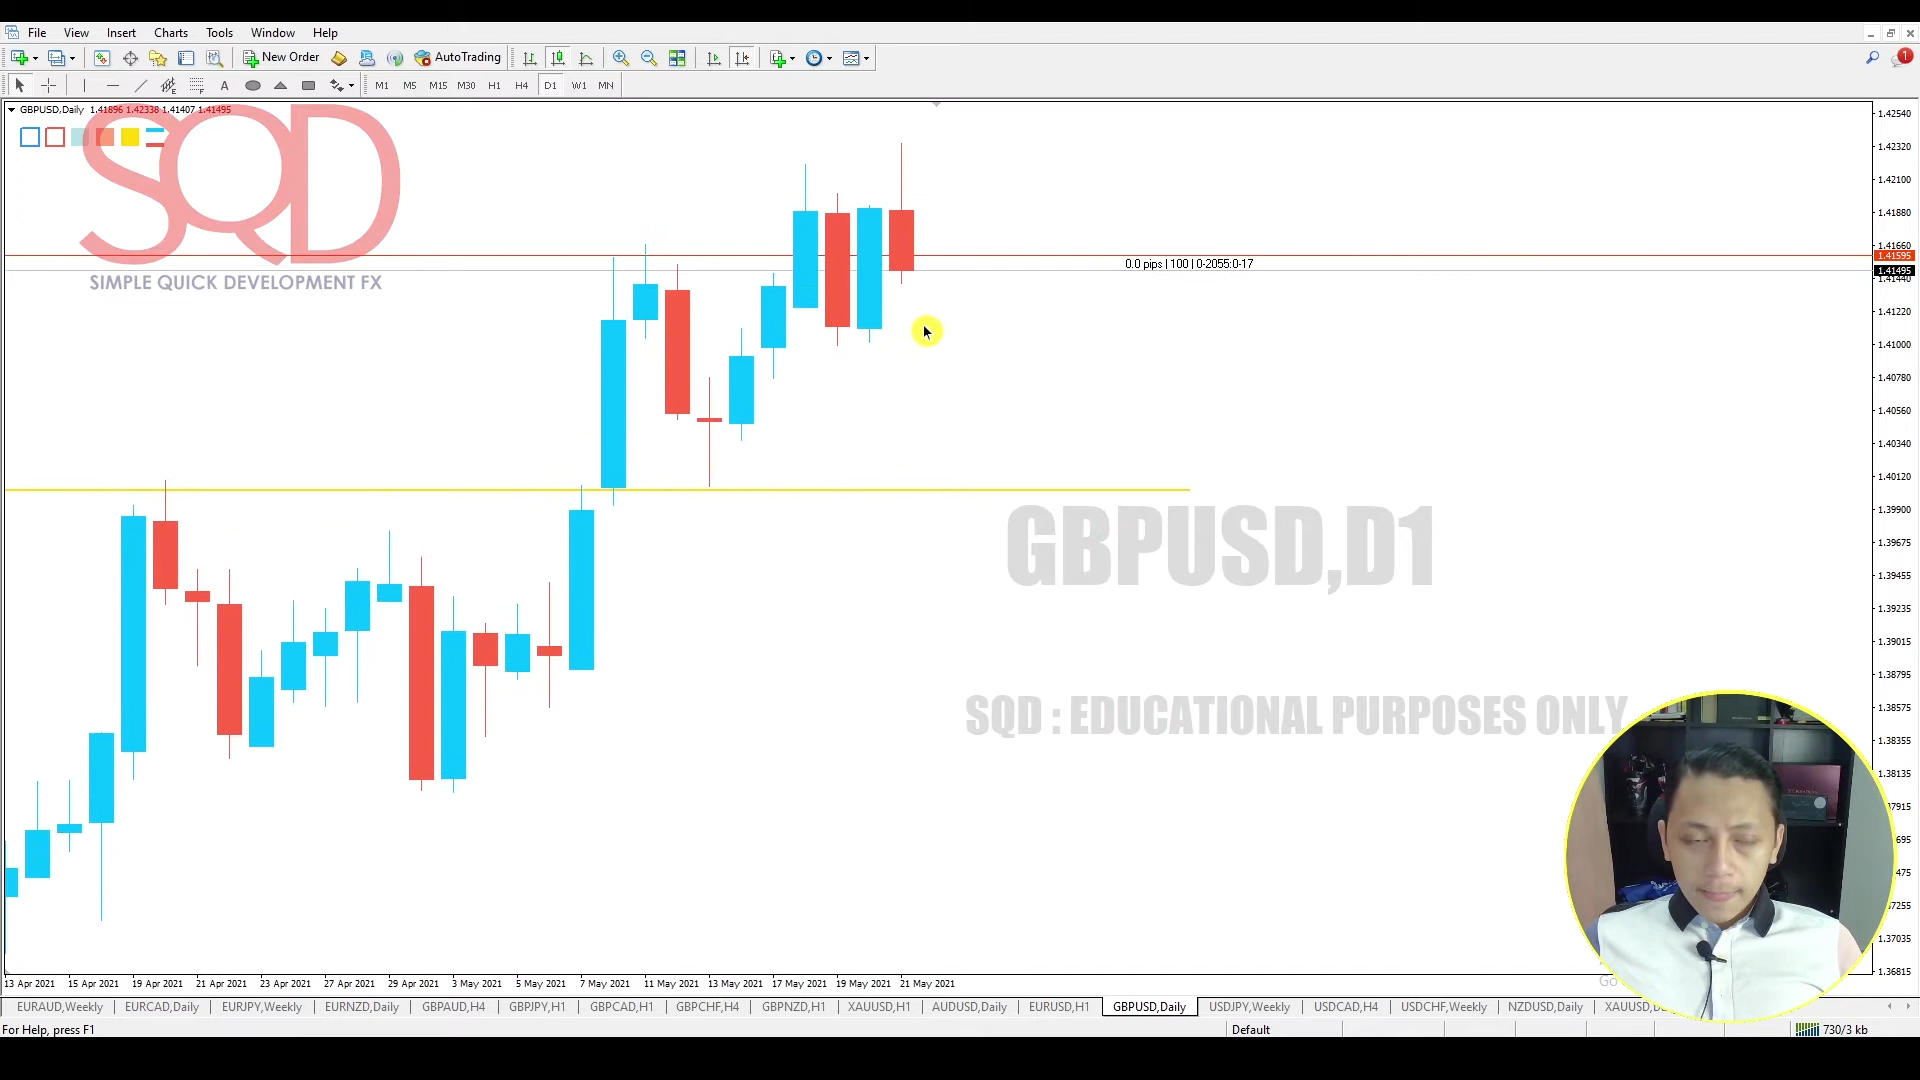 File View Insert Charts Tools Window Help
New Order AutoTrading
A M1 M5 M15 M30 H1 H4 D1 W1 MN
GBPUSD,Daily 1.41896 1.42338 1.41407 1.41495
SQD
SIMPLE QUICK DEVELOPMENT FX
0.0 pips | 100 | 0-2055:0-17
GBPUSD,D1
SQD : EDUCATIONAL PURPOSES ONLY
1
1.42540
1.42320
1.42100
1.41880
1.41660
1.41595
1.41495
1.41440
1.41220
1.41000
1.40780
1.40560
1.40340
1.40120
1.39900
1.39675
1.39455
1.39235
1.39015
1.38795
1.38575
1.38355
1.38135
1.36815
13 Apr 2021 15 Apr 2021 19 Apr 2021 21 Apr 2021 23 Apr 2021 27 Apr 2021 29 Apr 2021 3 May 2021 5 May 2021 7 May 2021 11 May 2021 13 May 2021 17 May 2021 19 May 2021 21 May 2021
EURAUD,Weekly EURCAD,Daily EURJPY,Weekly EURNZD,Daily GBPAUD,H4 GBPJPY,H1 GBPCAD,H1 GBPCHF,H4 GBPNZD,H1 XAUUSD,H1 AUDUSD,Daily EURUSD,H1 GBPUSD,Daily USDJPY,Weekly USDCAD,H4 USDCHF,Weekly NZDUSD,Daily
For Help, press F1 Default 730/3 kb